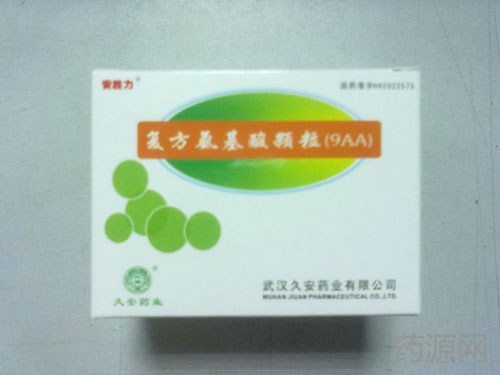 安胜力®
国药准字H42022573
复方氨基酸颗粒(9AA)
久安药业®
武汉久安药业有限公司
WUHAN JIUAN PHARMACEUTICAL CO.,LTD.
药源网